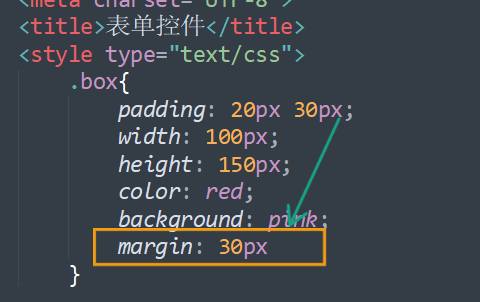 <meta charset="UTF-8">
<title>表单控件</title>
<style type="text/css">
.box{
padding: 20px 30px;
width: 100px;
height: 150px;
color: red;
background: pink;
margin: 30px
}